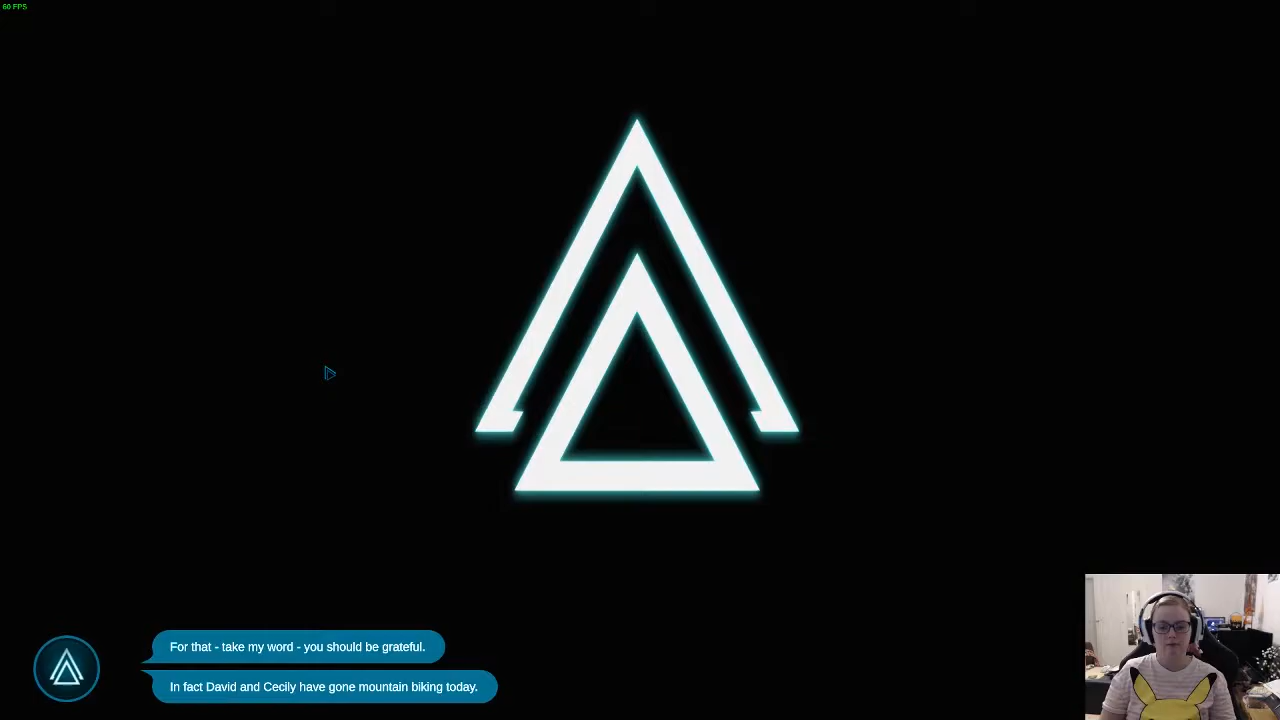 60 FPS
For that - take my word - you should be grateful.
In fact David and Cecily have gone mountain biking today.